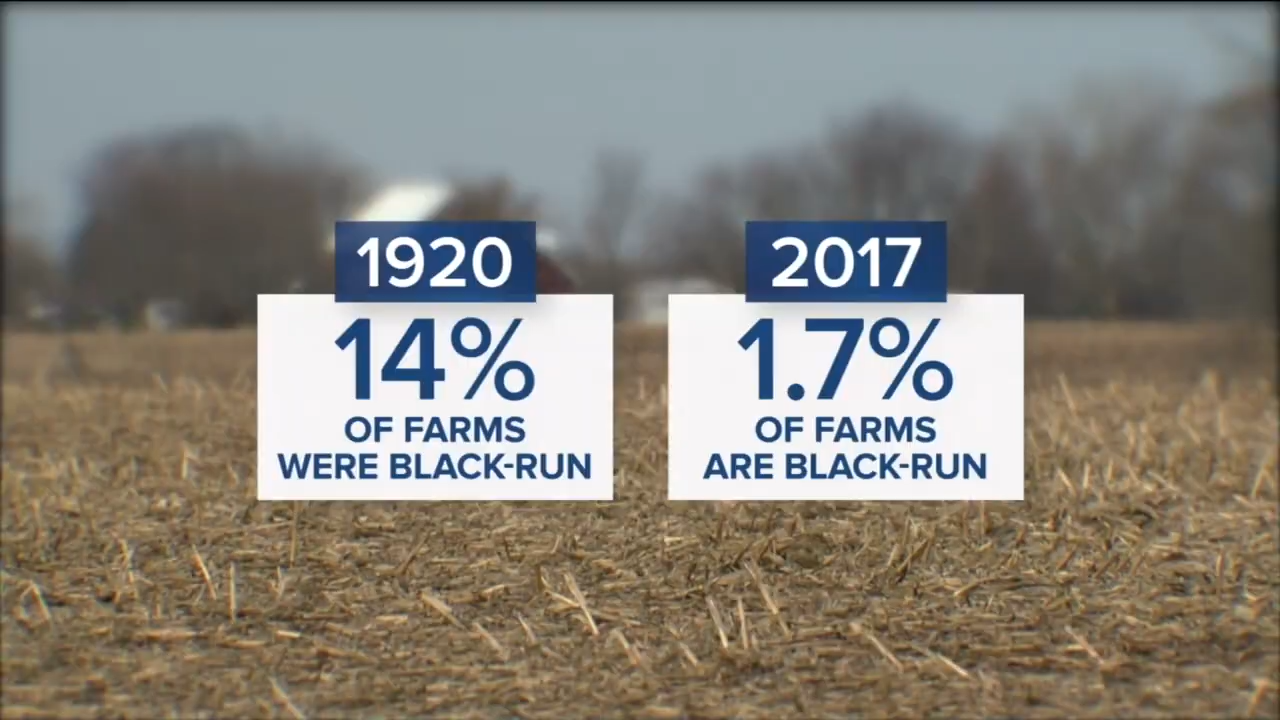 1920
14%
OF FARMS
WERE BLACK-RUN
2017
1.7%
OF FARMS
ARE BLACK-RUN